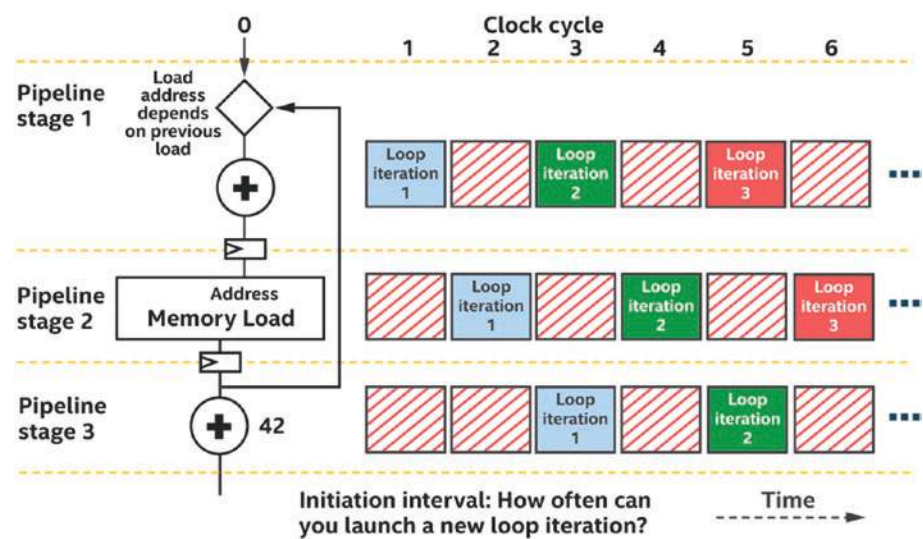 0
Clock cycle
1 2 3 4 5 6
Pipeline
stage 1
Load
address
depends
on previous
load
Loop
iteration
1
Loop
iteration
2
Loop
iteration
3
Pipeline
stage 2
Address
Memory Load
Loop
iteration
1
Loop
iteration
2
Loop
iteration
3
Pipeline
stage 3
42
Loop
iteration
1
Loop
iteration
2
Initiation interval: How often can
you launch a new loop iteration?
Time